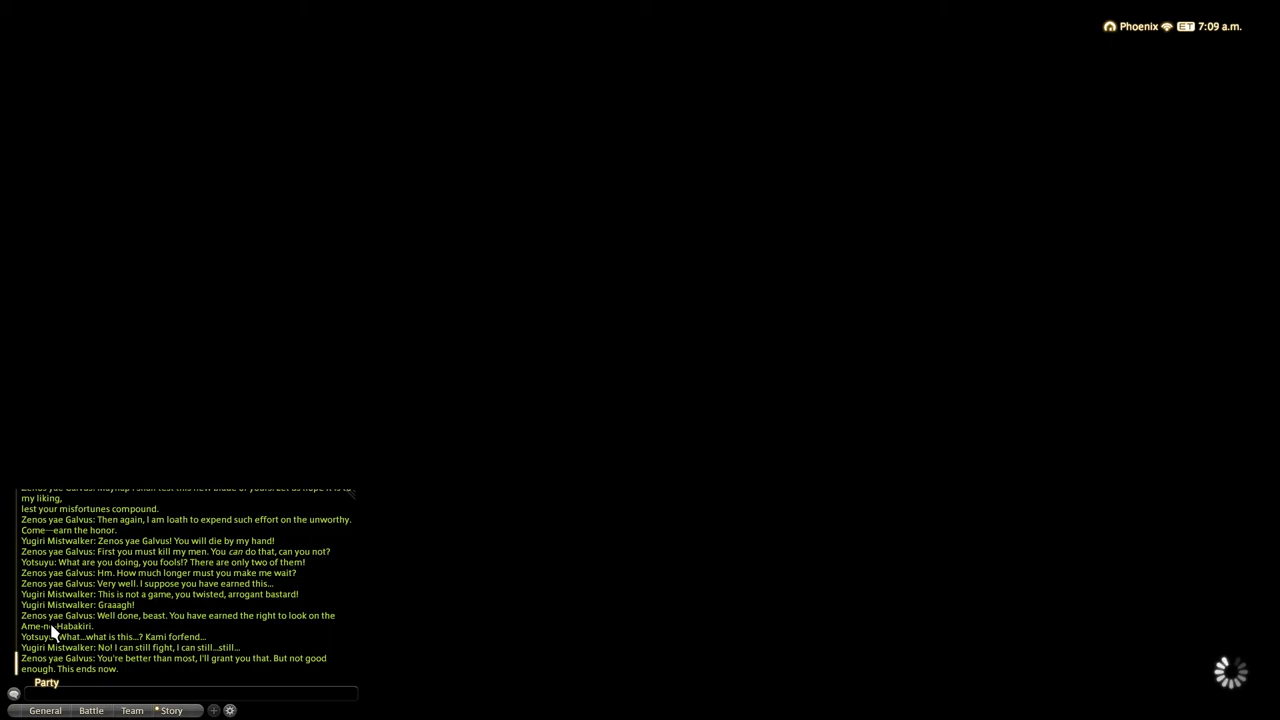 Phoenix ET 7:09 a.m.
my liking,
lest your misfortunes compound.
Zenos yae Galvus: Then again, I am loath to expend such effort on the unworthy.
Come—earn the honor.
Yugiri Mistwalker: Zenos yae Galvus! You will die by my hand!
Zenos yae Galvus: First you must kill my men. You can do that, can you not?
Yotsuyu: What are you doing, you fools!? There are only two of them!
Zenos yae Galvus: Hm. How much longer must you make me wait?
Zenos yae Galvus: Very well. I suppose you have earned this...
Yugiri Mistwalker: This is not a game, you twisted, arrogant bastard!
Yugiri Mistwalker: Graaagh!
Zenos yae Galvus: Well done, beast. You have earned the right to look on the
Ame-no Habakiri.
Yotsuyu: What...what is this...? Kami forfend...
Yugiri Mistwalker: No! I can still fight, I can still...still...
Zenos yae Galvus: You're better than most, I'll grant you that. But not good
enough. This ends now.
Party
General Battle Team Story